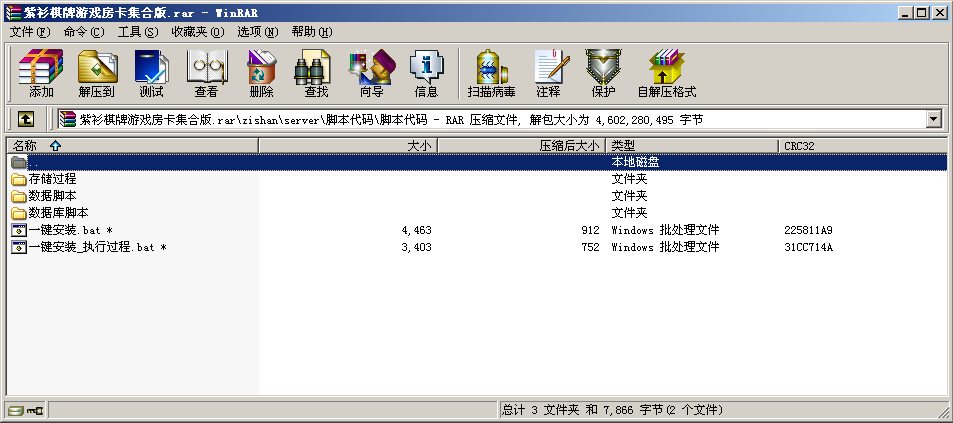 紫衫棋牌游戏房卡集合版.rar - WinRAR
文件(F) 命令(C) 工具(S) 收藏夹(O) 选项(N) 帮助(H)
添加 解压到 测试 查看 删除 查找 向导 信息 扫描病毒 注释 保护 自解压格式
紫衫棋牌游戏房卡集合版.rar\zishan\server\脚本代码\脚本代码 - RAR 压缩文件, 解包大小为 4,602,280,495 字节
名称 大小 压缩后大小 类型 CRC32
.. 本地磁盘
存储过程 文件夹
数据脚本 文件夹
数据库脚本 文件夹
一键安装.bat * 4,463 912 Windows 批处理文件 225811A9
一键安装_执行过程.bat * 3,403 752 Windows 批处理文件 31CC714A
总计 3 文件夹 和 7,866 字节(2 个文件)